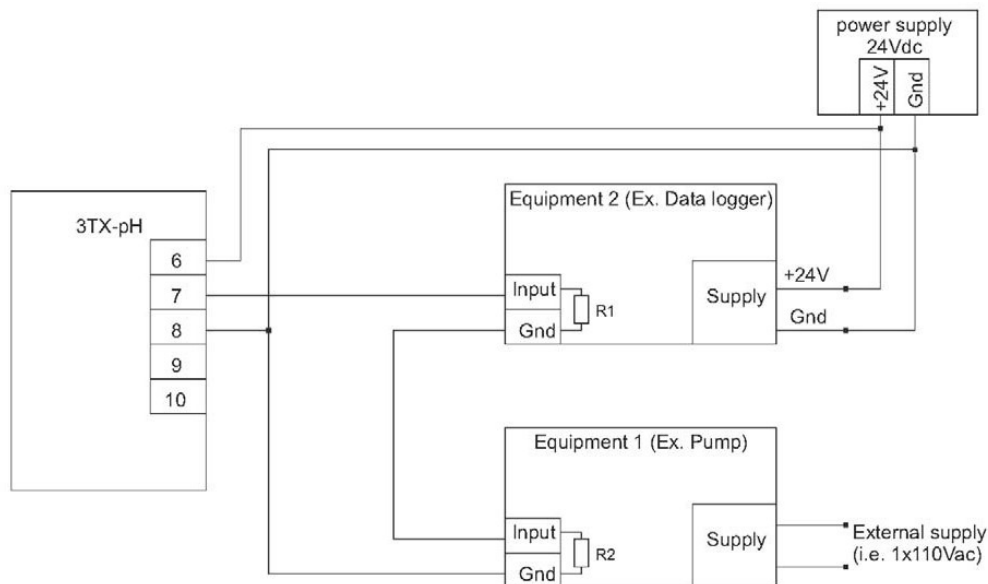 power supply
24Vdc
+24V
Gnd
3TX-pH
6
7
8
9
10
Equipment 2 (Ex. Data logger)
Input
Gnd
R1
Supply
+24V
Gnd
Equipment 1 (Ex. Pump)
Input
Gnd
R2
Supply
External supply
(i.e. 1x110Vac)